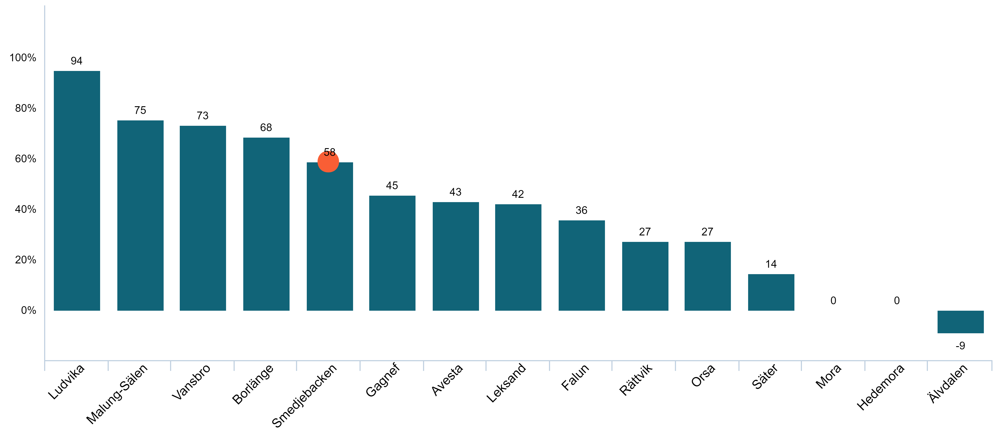 100%
80%
60%
40%
20%
0%
94
75
73
68
58
45
43
42
36
27
27
14
0
0
-9
Ludvika
Malung-Sälen
Vansbro
Borlänge
Smedjebacken
Gagnef
Avesta
Leksand
Falun
Rättvik
Orsa
Säter
Mora
Hedemora
Älvdalen